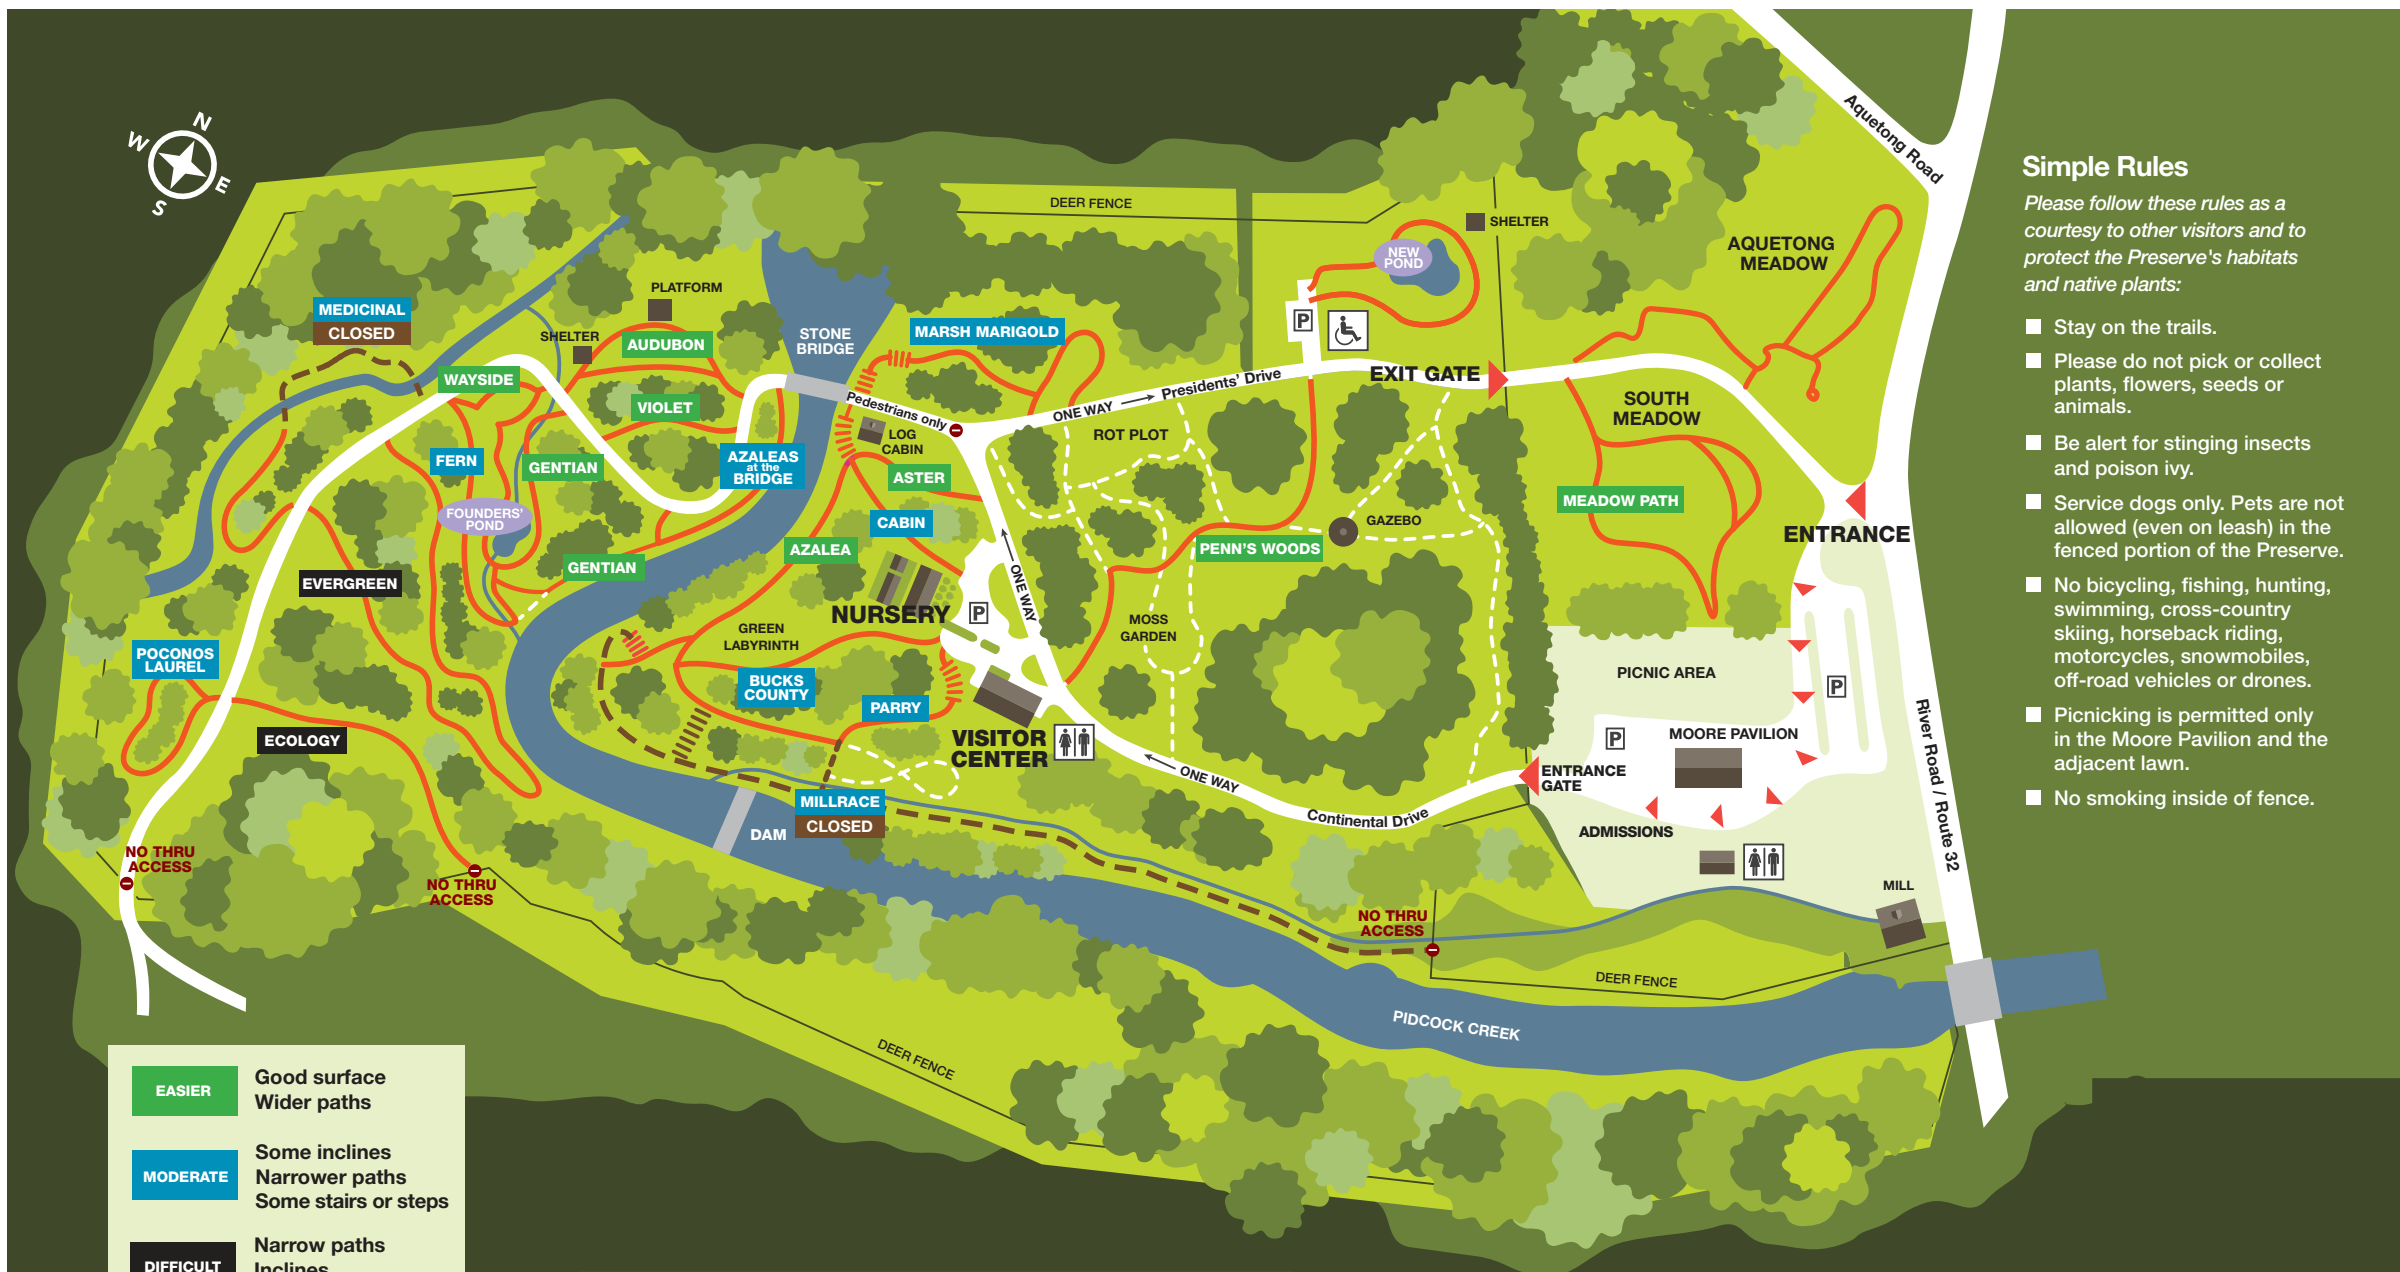 N
W
E
S
Aquetong Road
DEER FENCE
SHELTER
NEW
POND
AQUETONG
MEADOW
PLATFORM
MEDICINAL
CLOSED
SHELTER
AUDUBON
STONE
BRIDGE
MARSH MARIGOLD
P
EXIT GATE
WAYSIDE
VIOLET
Pedestrians only
ONE WAY
Presidents' Drive
SOUTH
MEADOW
LOG
CABIN
ROT PLOT
FERN
GENTIAN
AZALEAS
at the
BRIDGE
ASTER
MEADOW PATH
FOUNDERS'
POND
CABIN
GAZEBO
ENTRANCE
AZALEA
PENN'S WOODS
GENTIAN
EVERGREEN
ONE WAY
NURSERY
P
GREEN
LABYRINTH
MOSS
GARDEN
POCONOS
LAUREL
PICNIC AREA
BUCKS
COUNTY
P
PARRY
ECOLOGY
VISITOR
CENTER
P
MOORE PAVILION
ONE WAY
ENTRANCE
GATE
River Road / Route 32
MILLRACE
CLOSED
DAM
Continental Drive
ADMISSIONS
NO THRU
ACCESS
NO THRU
ACCESS
MILL
NO THRU
ACCESS
DEER FENCE
PIDCOCK CREEK
DEER FENCE
EASIER
Good surface
Wider paths
MODERATE
Some inclines
Narrower paths
Some stairs or steps
DIFFICULT
Narrow paths
Inclines
Simple Rules
Please follow these rules as a
courtesy to other visitors and to
protect the Preserve's habitats
and native plants:
Stay on the trails.
Please do not pick or collect
plants, flowers, seeds or
animals.
Be alert for stinging insects
and poison ivy.
Service dogs only. Pets are not
allowed (even on leash) in the
fenced portion of the Preserve.
No bicycling, fishing, hunting,
swimming, cross-country
skiing, horseback riding,
motorcycles, snowmobiles,
off-road vehicles or drones.
Picnicking is permitted only
in the Moore Pavilion and the
adjacent lawn.
No smoking inside of fence.